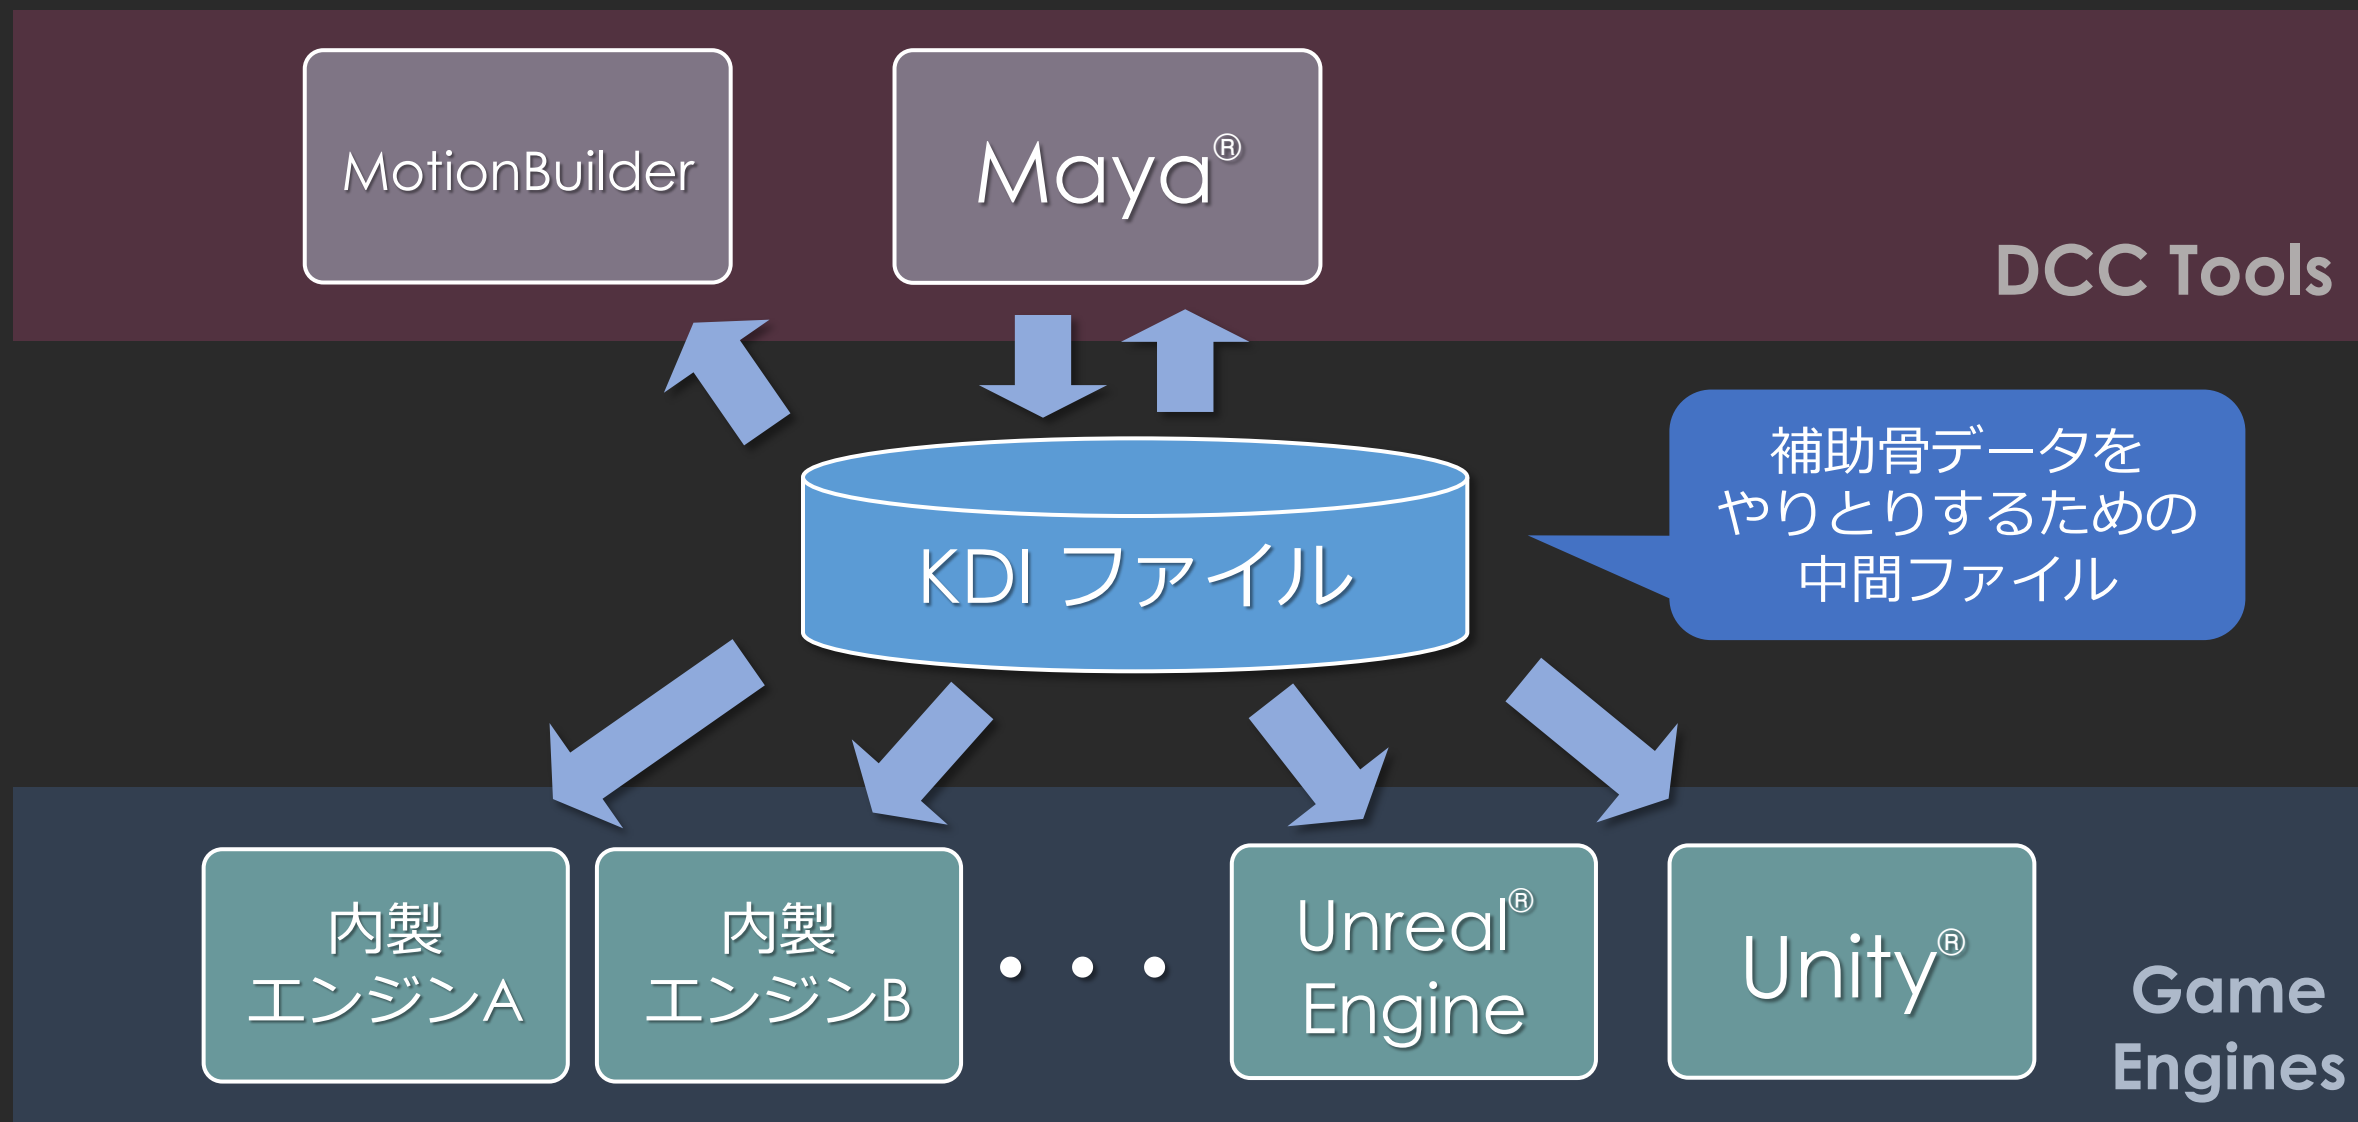 MotionBuilder
Maya®
DCC Tools
補助骨データを
やりとりするための
中間ファイル
KDI ファイル
内製
エンジンA
内製
エンジンB
・・・
Unreal®
Engine
Unity®
Game
Engines